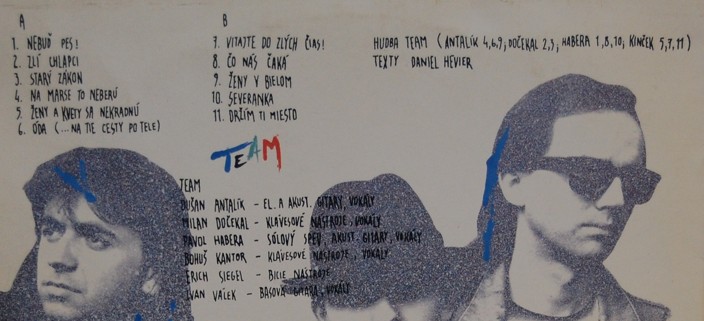 A
1. NEBUĎ PES!
2. ZLÍ CHLAPCI
3. STARÝ ZÁKON
4. NA MARSE TO NEBERÚ
5. ŽENY A KVETY SA NEKRADNÚ
6. ÓDA (...NA TIE CESTY PO TELE)
B
7. VITAJTE DO ZLÝCH ČIAS!
8. ČO NÁS ČAKÁ
9. ŽENY V BIELOM
10. SEVERANKA
11. DRŽÍM TI MIESTO
HUDBA TEAM (ANTALÍK 4,6,9; DOČEKAL 2,3; HABERA 1,8,10; KINČEK 5,7,11)
TEXTY DANIEL HEVIER
TEAM
TEAM
DUŠAN ANTALÍK - EL. A AKUST. GITARY, VOKÁLY
MILAN DOČEKAL - KLÁVESOVÉ NÁSTROJE, VOKÁLY
PAVOL HABERA - SÓLOVÝ SPEV, AKUST. GITARY, VOKÁLY
BOHUŠ KANTOR - KLÁVESOVÉ NÁSTROJE, VOKÁLY
ERICH SIEGEL - BICIE NÁSTROJE
IVAN VÁLEK - BASOVÁ GITARA, VOKÁLY